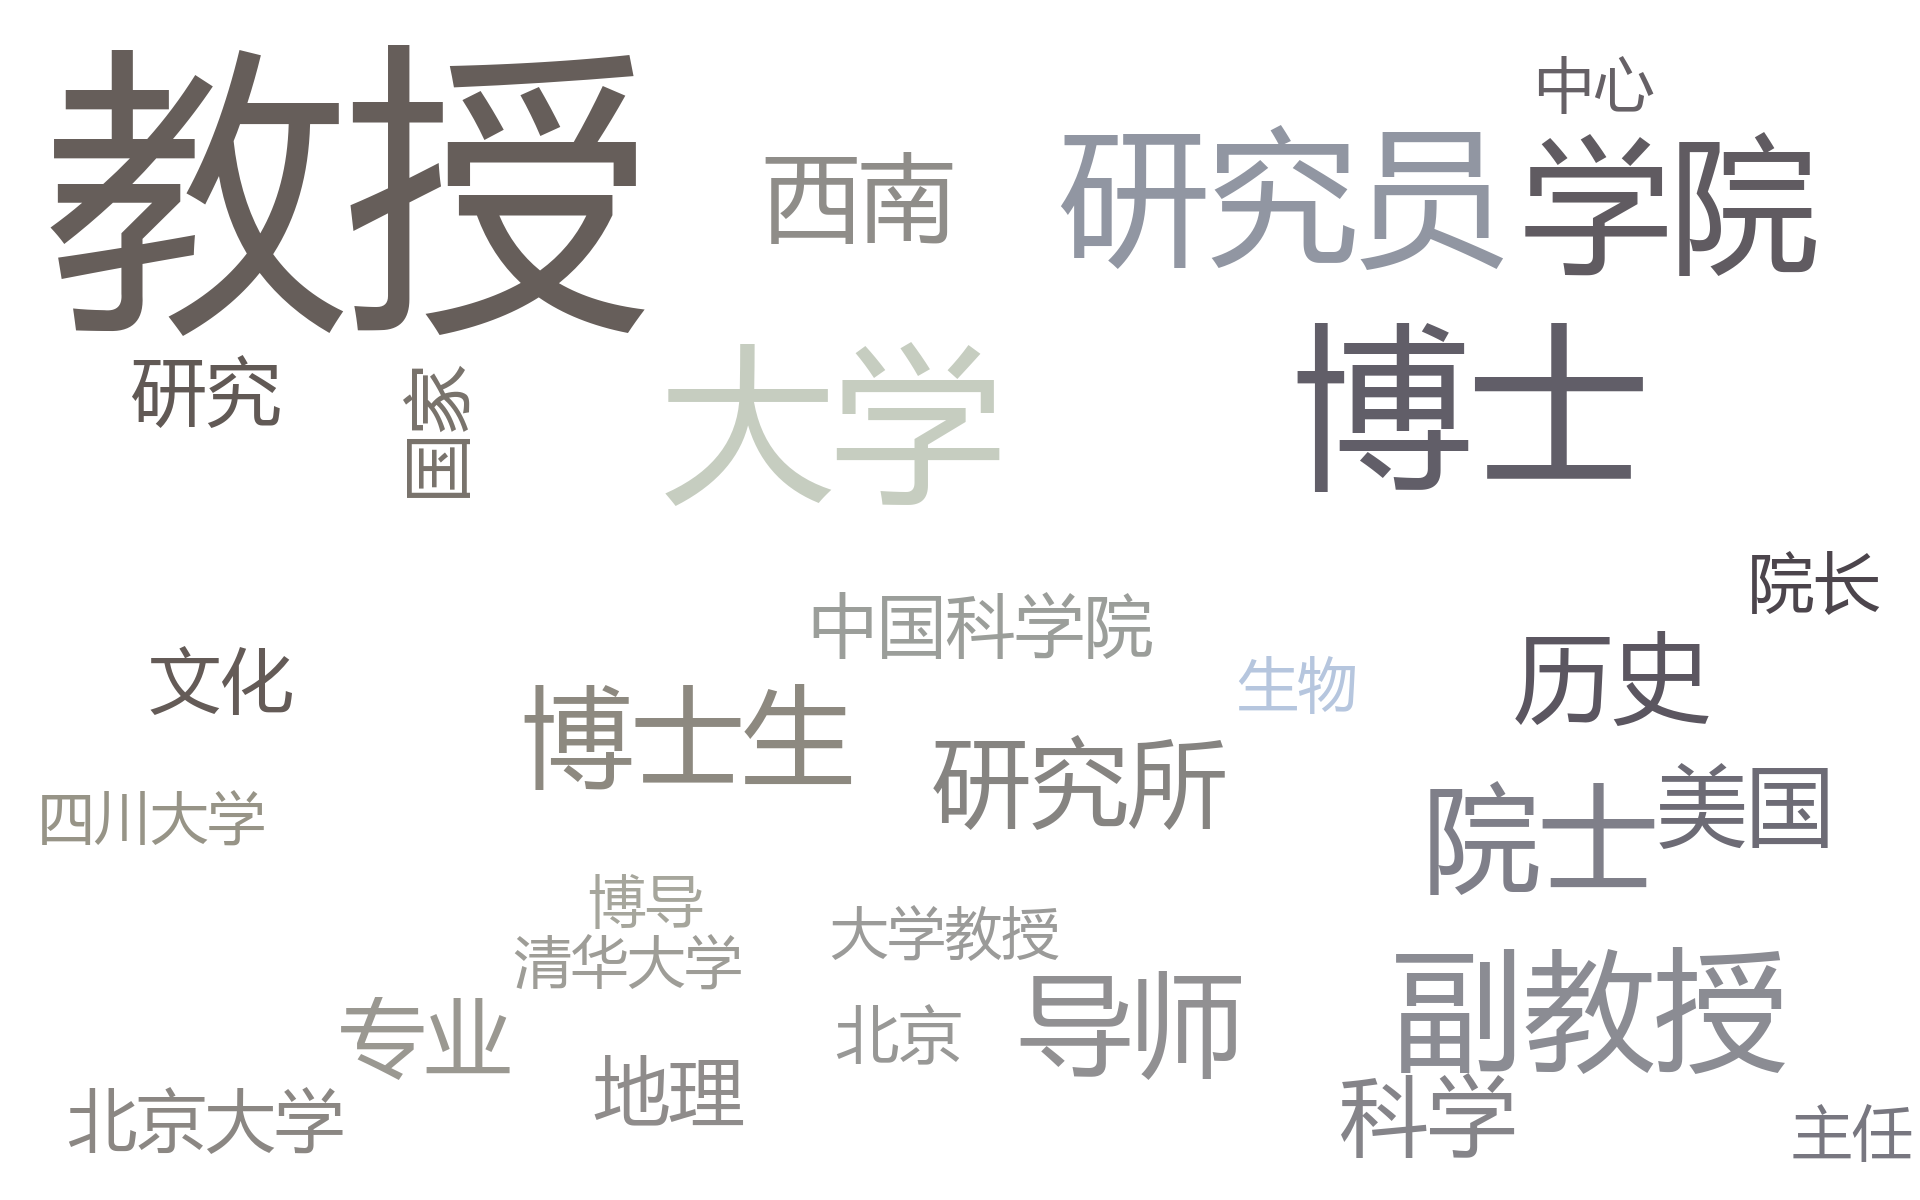 中心
教授
西南
研究员
学院
大学
博士
研究
国家
院长
中国科学院
文化
生物
历史
博士生
研究所
四川大学
院士
美国
博导
大学教授
清华大学
副教授
导师
专业
北京
地理
科学
北京大学
主任